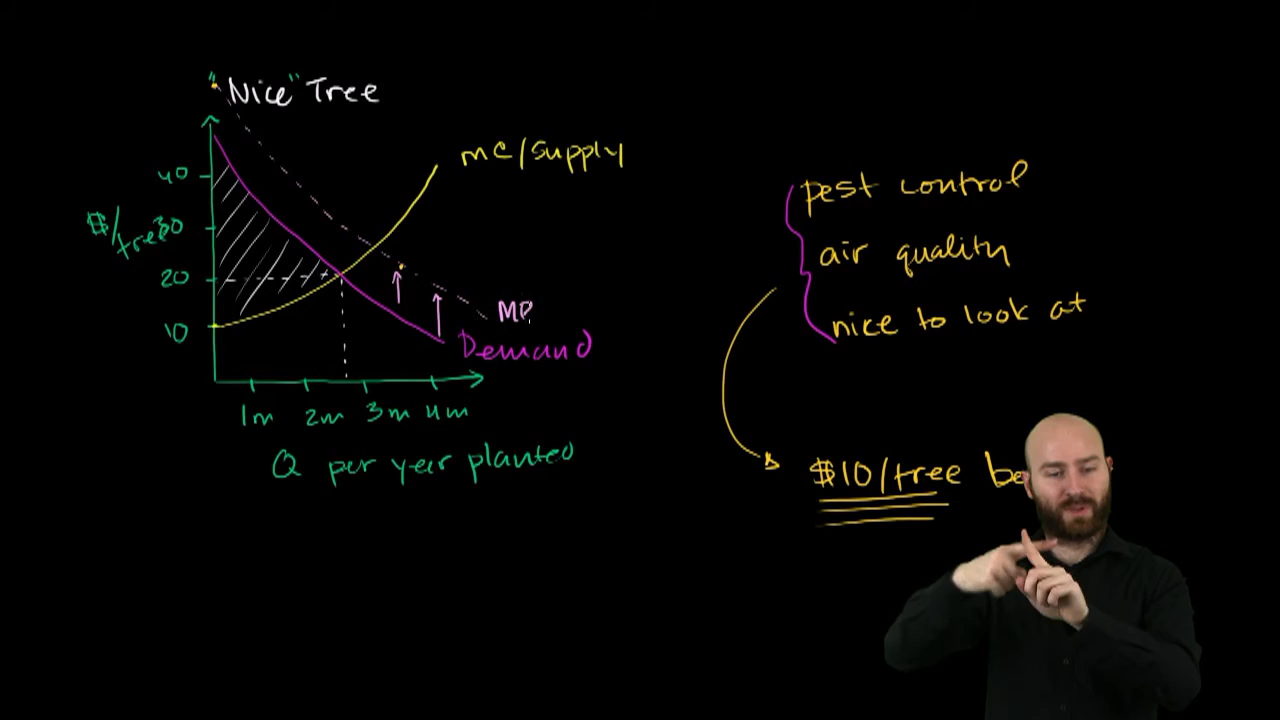 "Nice" Tree
mc/supply
40
$/tree
30
20
10
MB
Demand
1m 2m 3m 4m
Q per year planted
pest control
air quality
nice to look at
$10/tree be